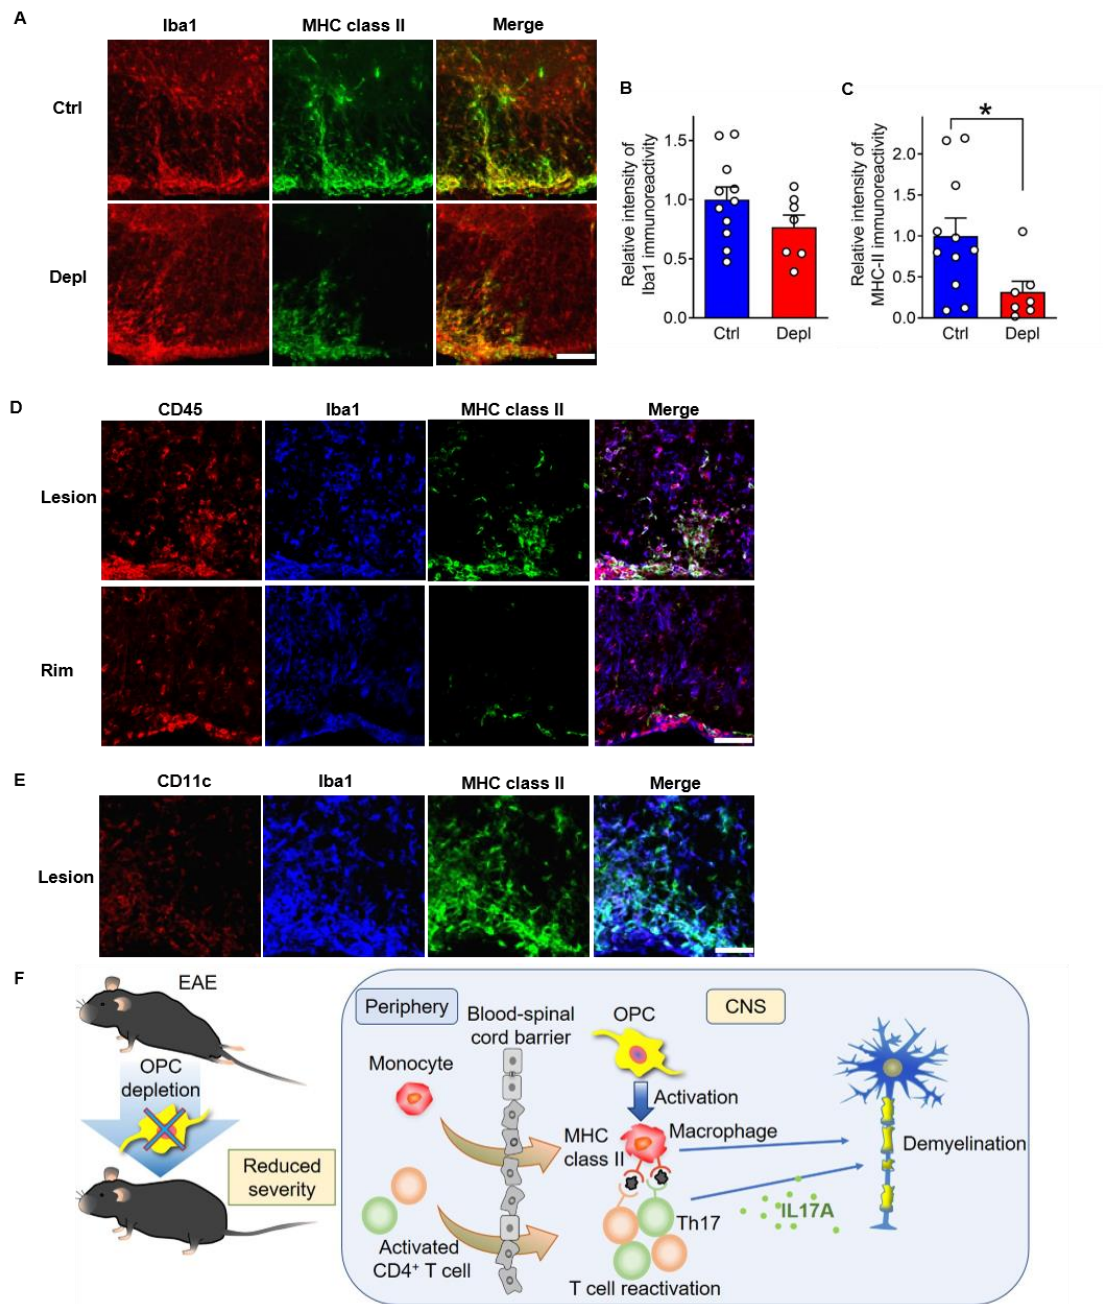 A
Iba1 MHC class II Merge
Ctrl
Depl
B
Relative intensity of
Iba1 immunoreactivity
1.5
1.0
0.5
0.0
Ctrl Depl
C
*
Relative intensity of
MHC-II immunoreactivity
2.0
1.5
1.0
0.5
0.0
Ctrl Depl
D
CD45 Iba1 MHC class II Merge
Lesion
Rim
E
CD11c Iba1 MHC class II Merge
Lesion
F
EAE
OPC
depletion
Reduced
severity
Periphery
Blood-spinal
cord barrier
OPC
CNS
Monocyte
Activation
MHC
class II
Macrophage
Demyelination
Activated
CD4⁺ T cell
Th17
IL17A
T cell reactivation